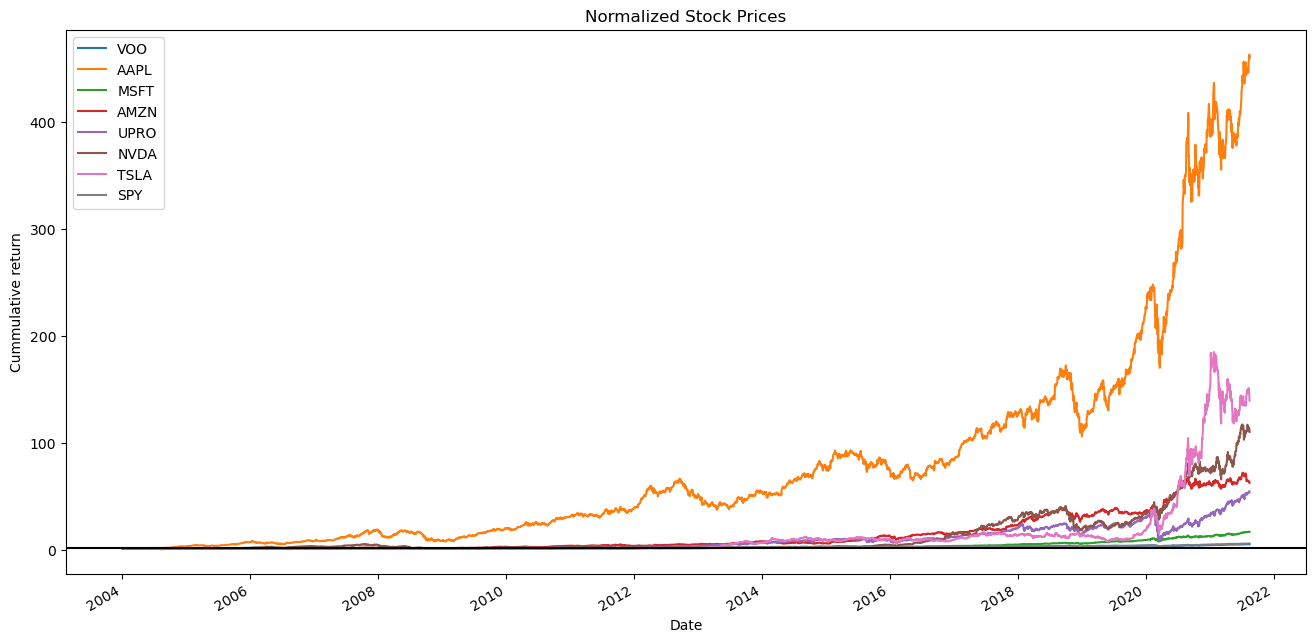 Normalized Stock Prices
VOO
AAPL
MSFT
AMZN
UPRO
NVDA
TSLA
SPY
Cummulative return
400
300
200
100
0
2004
2006
2008
2010
2012
2014
2016
2018
2020
2022
Date